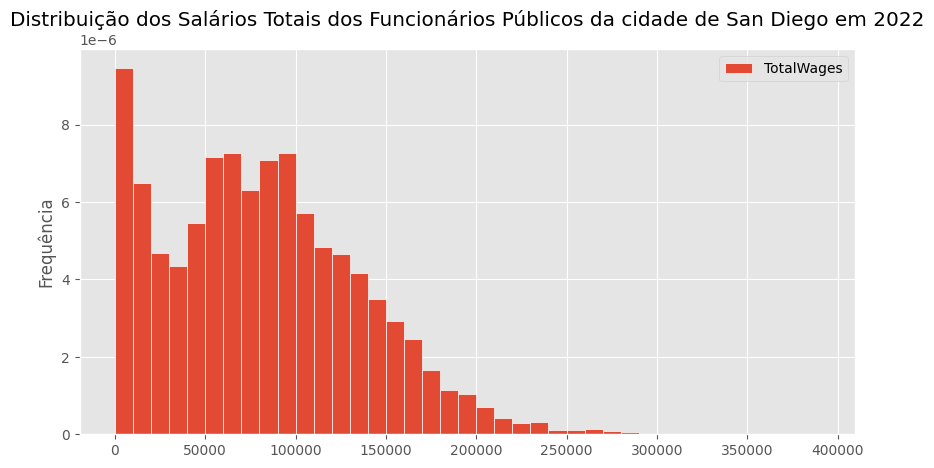 Distribuição dos Salários Totais dos Funcionários Públicos da cidade de San Diego em 2022
1e−6
TotalWages
8
6
4
2
0
Frequência
0 50000 100000 150000 200000 250000 300000 350000 400000